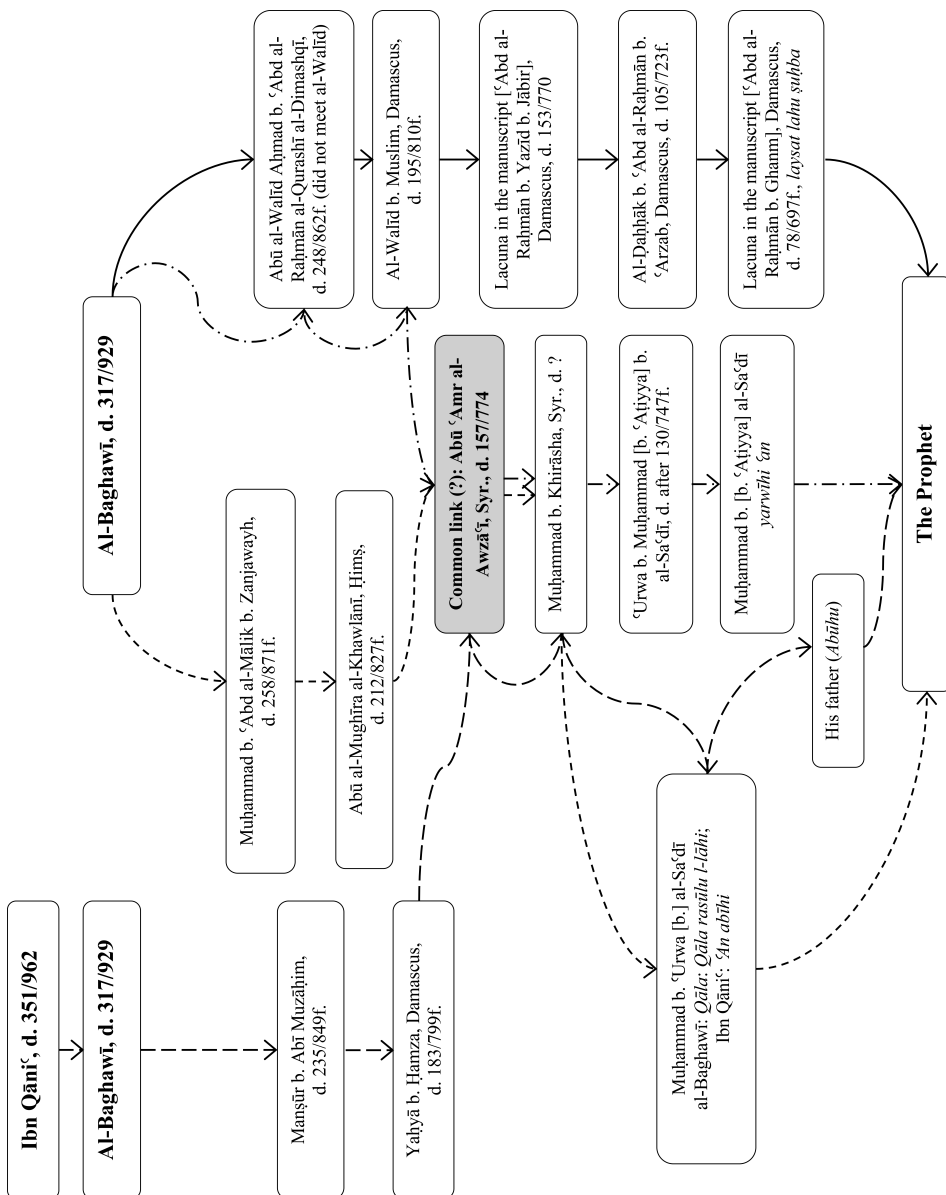 Ibn Qāniʿ, d. 351/962
Al-Baghawī, d. 317/929
Manṣūr b. Abī Muzāḥim,
d. 235/849f.
Yaḥyā b. Ḥamza, Damascus,
d. 183/799f.
Muḥammad b. ʿUrwa [b.] al-Saʿdī
al-Baghawī: Qāla: Qāla rasūlu l-lāhi;
Ibn Qāniʿ: ʿAn abīhi
Al-Baghawī, d. 317/929
Muḥammad b. ʿAbd al-Mālik b. Zanjawayh,
d. 258/871f.
Abū al-Mughīra al-Khawlānī, Ḥimṣ,
d. 212/827f.
Common link (?): Abū ʿAmr al-
Awzāʿī, Syr., d. 157/774
Muḥammad b. Khirāsha, Syr., d. ?
ʿUrwa b. Muḥammad [b. ʿAṭiyya] b.
al-Saʿdī, d. after 130/747f.
Muḥammad b. [b. ʿAṭiyya] al-Saʿdī
yarwīhi ʿan
His father (Abūhu)
Abū al-Walīd Aḥmad b. ʿAbd al-
Raḥmān al-Qurashī al-Dimashqī,
d. 248/862f. (did not meet al-Walīd)
Al-Walīd b. Muslim, Damascus,
d. 195/810f.
Lacuna in the manuscript [ʿAbd al-
Raḥmān b. Yazīd b. Jābir],
Damascus, d. 153/770
Al-Ḍaḥḥāk b. ʿAbd al-Raḥmān b.
ʿArzab, Damascus, d. 105/723f.
Lacuna in the manuscript [ʿAbd al-
Raḥmān b. Ghanm], Damascus,
d. 78/697f., laysat lahu ṣuḥba
The Prophet